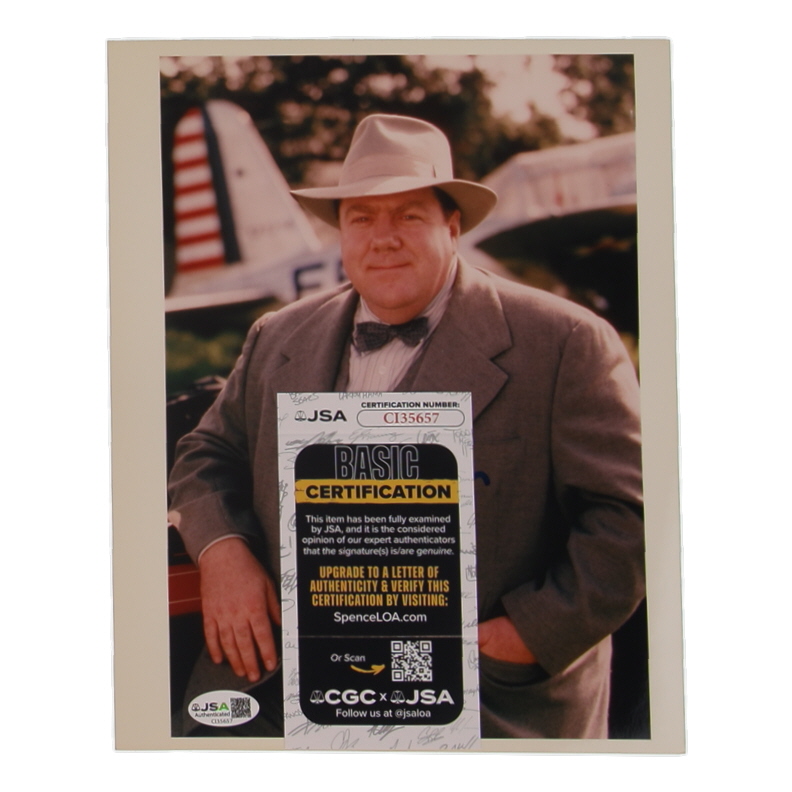 JSA
CERTIFICATION NUMBER:
CI35657
BASIC
CERTIFICATION
This item has been fully examined
by JSA, and it is the considered
opinion of our expert authenticators
that the signature(s) is/are genuine.
UPGRADE TO A LETTER OF
AUTHENTICITY & VERIFY THIS
CERTIFICATION BY VISITING:
SpenceLOA.com
Or Scan
CGC x JSA
Follow us at @jsaloa
JSA
Authenticated
CI35657